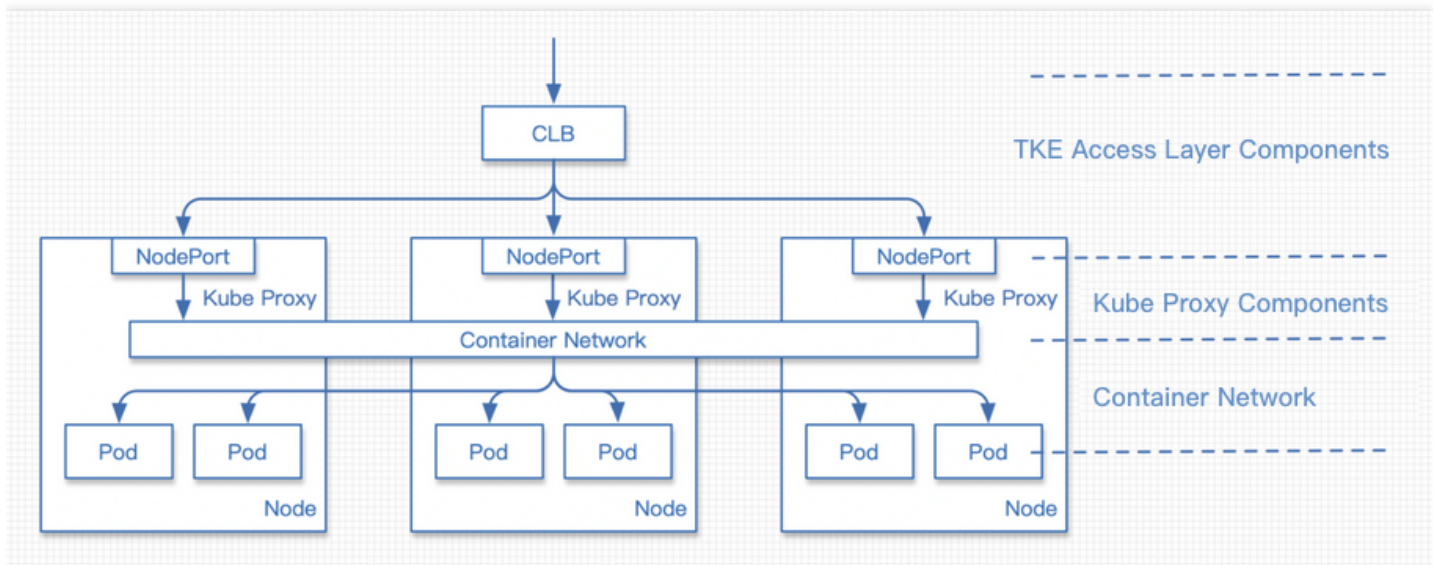 CLB
TKE Access Layer Components
NodePort
NodePort
NodePort
Kube Proxy
Kube Proxy
Kube Proxy
Kube Proxy Components
Container Network
Container Network
Pod
Pod
Pod
Pod
Pod
Pod
Node
Node
Node